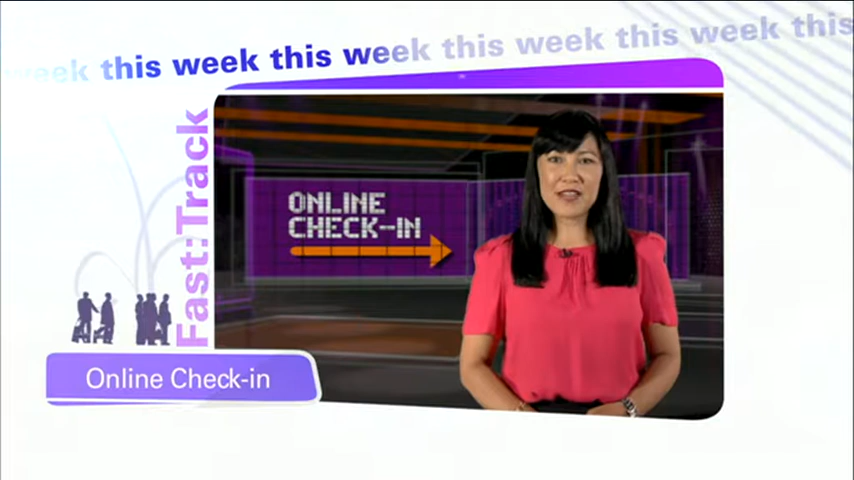 week this week this week this week this week this
Fast:Track
ONLINE
CHECK-IN
Online Check-in